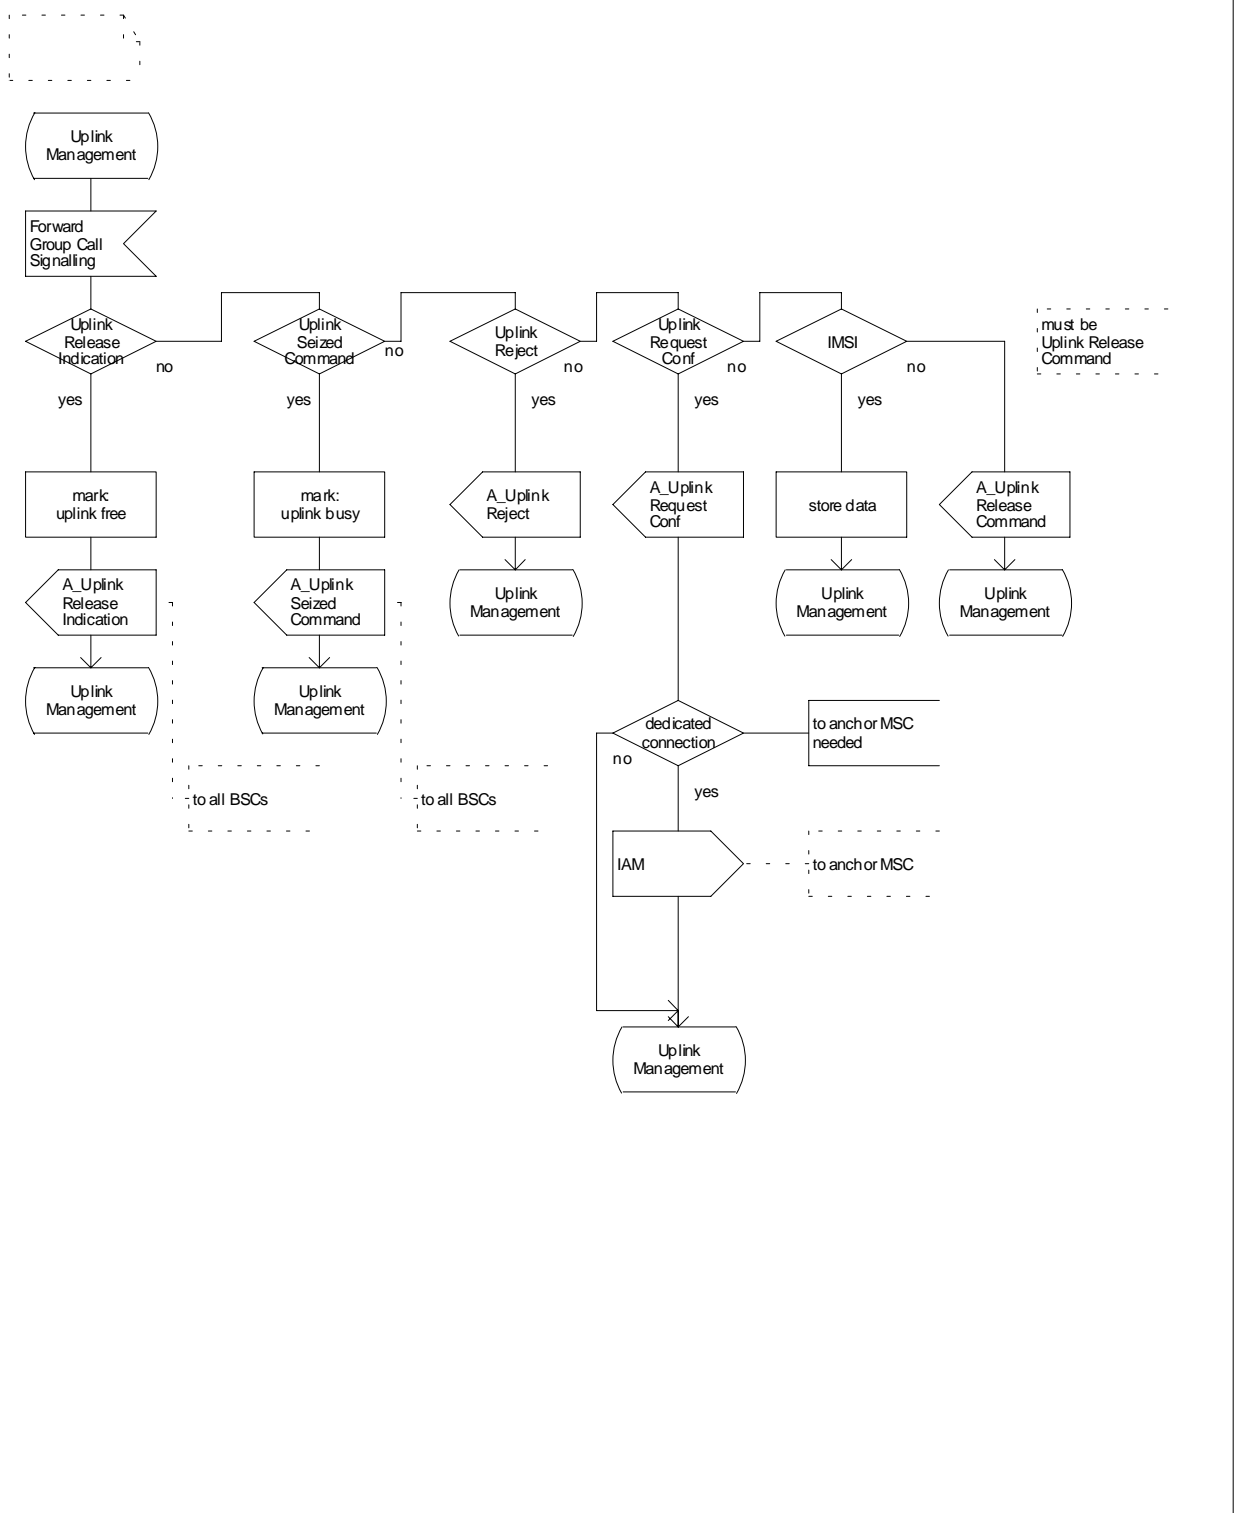 Uplink
Management
Forward
Group Call
Signalling
Uplink
Release
Indication
no
yes
Uplink
Seized
Command
no
yes
Uplink
Reject
no
yes
Uplink
Request
Conf
no
yes
IMSI
no
yes
must be
Uplink Release
Command
mark:
uplink free
mark:
uplink busy
A_Uplink
Reject
A_Uplink
Request
Conf
store data
A_Uplink
Release
Command
A_Uplink
Release
Indication
A_Uplink
Seized
Command
Uplink
Management
Uplink
Management
Uplink
Management
Uplink
Management
Uplink
Management
dedicated
connection
no
yes
to anchor MSC
needed
to all BSCs
to all BSCs
IAM
to anchor MSC
Uplink
Management